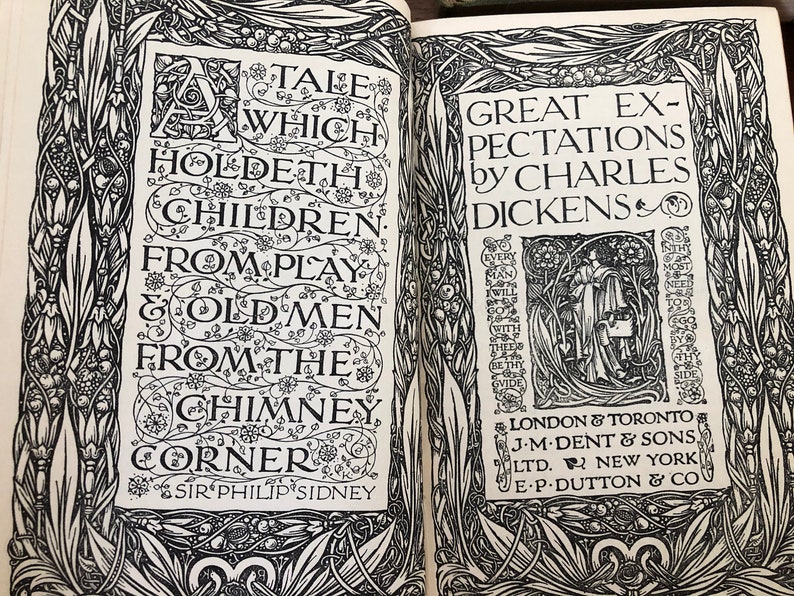 A TALE
WHICH
HOLDETH
CHILDREN
FROM PLAY
& OLD MEN
FROM THE
CHIMNEY
CORNER
SIR PHILIP SIDNEY
GREAT EX-
PECTATIONS
by CHARLES
DICKENS
EVERY
MAN
I WILL
GO
WITH
THEE &
BE THY
GVIDE
IN THY
MOST
NEED
TO
GO
BY
THY
SIDE
LONDON & TORONTO
J·M·DENT & SONS
LTD. NEW YORK
E·P·DUTTON & CO